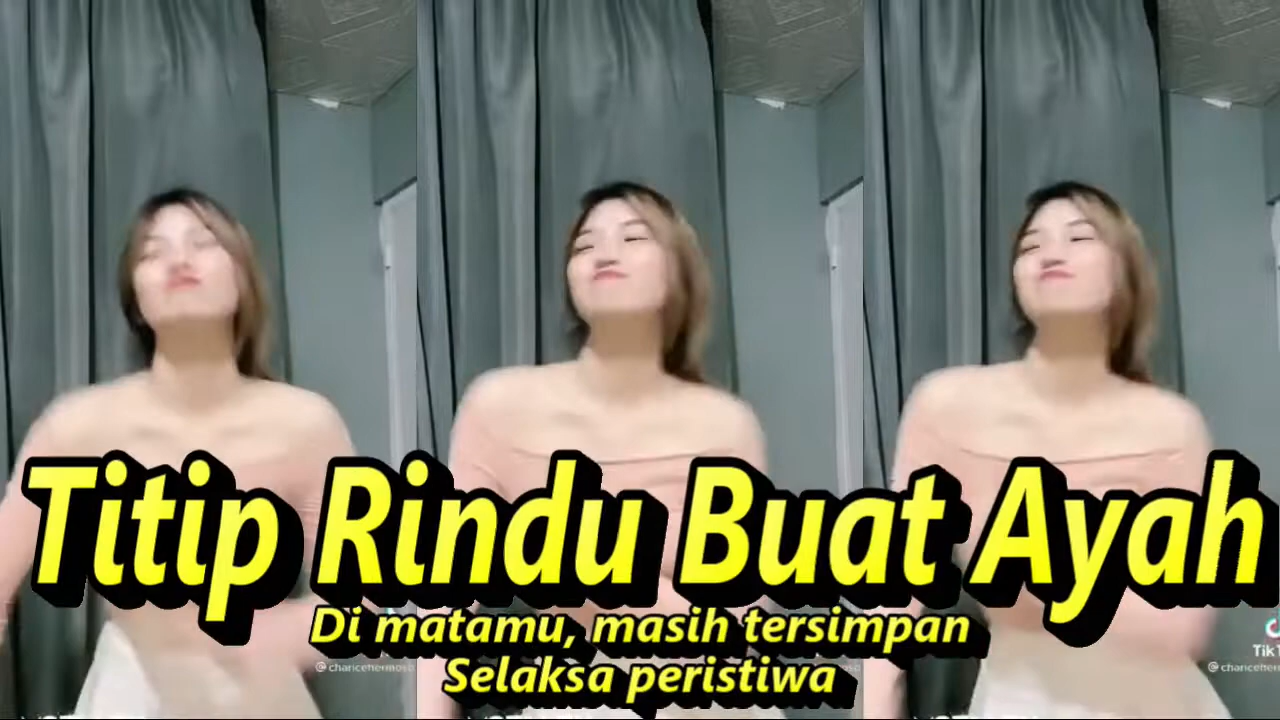 Titip Rindu Buat Ayah
Di matamu, masih tersimpan
Selaksa peristiwa